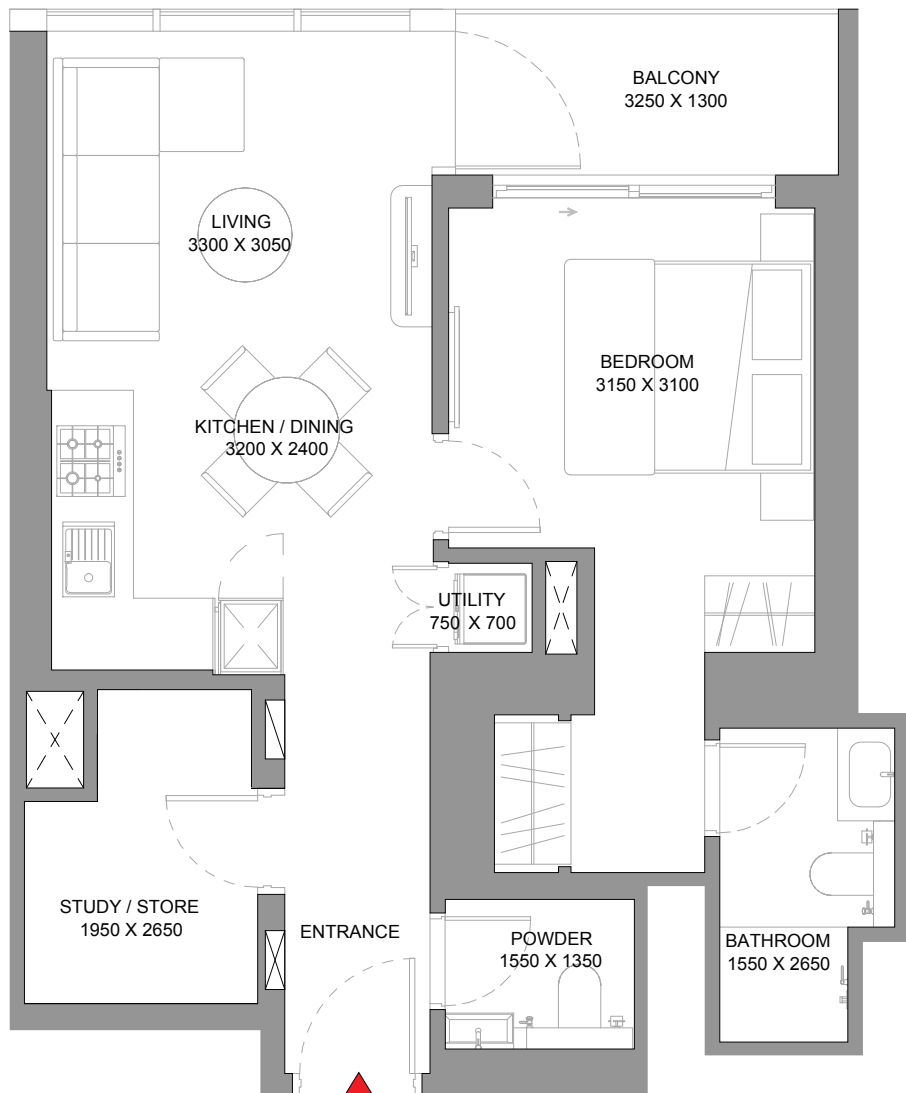 BALCONY
3250 X 1300
LIVING
3300 X 3050
BEDROOM
3150 X 3100
KITCHEN / DINING
3200 X 2400
UTILITY
750 X 700
STUDY / STORE
1950 X 2650
ENTRANCE
POWDER
1550 X 1350
BATHROOM
1550 X 2650